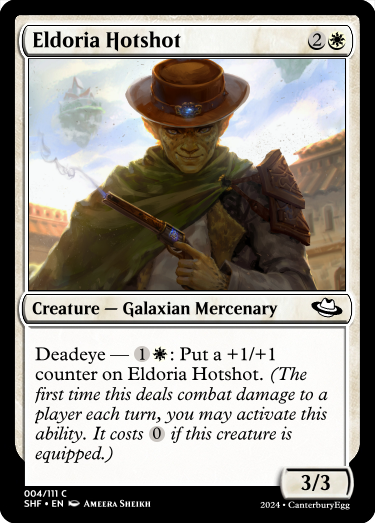 Eldoria Hotshot 2
Creature — Galaxian Mercenary
Deadeye — 1: Put a +1/+1
counter on Eldoria Hotshot. (The
first time this deals combat damage to a
player each turn, you may activate this
ability. It costs 0 if this creature is
equipped.)
3/3
004/111 C
SHF • EN Ameera Sheikh
2024 • CanterburyEgg